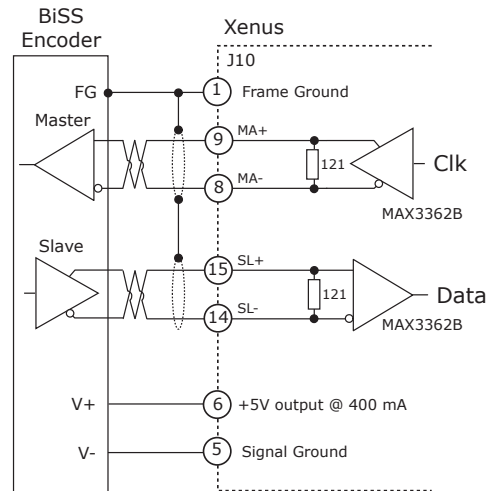 BiSS
Encoder
Xenus
J10
FG
1
Frame Ground
Master
9
MA+
121
Clk
8
MA-
MAX3362B
Slave
15
SL+
121
Data
14
SL-
MAX3362B
V+
6
+5V output @ 400 mA
V-
5
Signal Ground